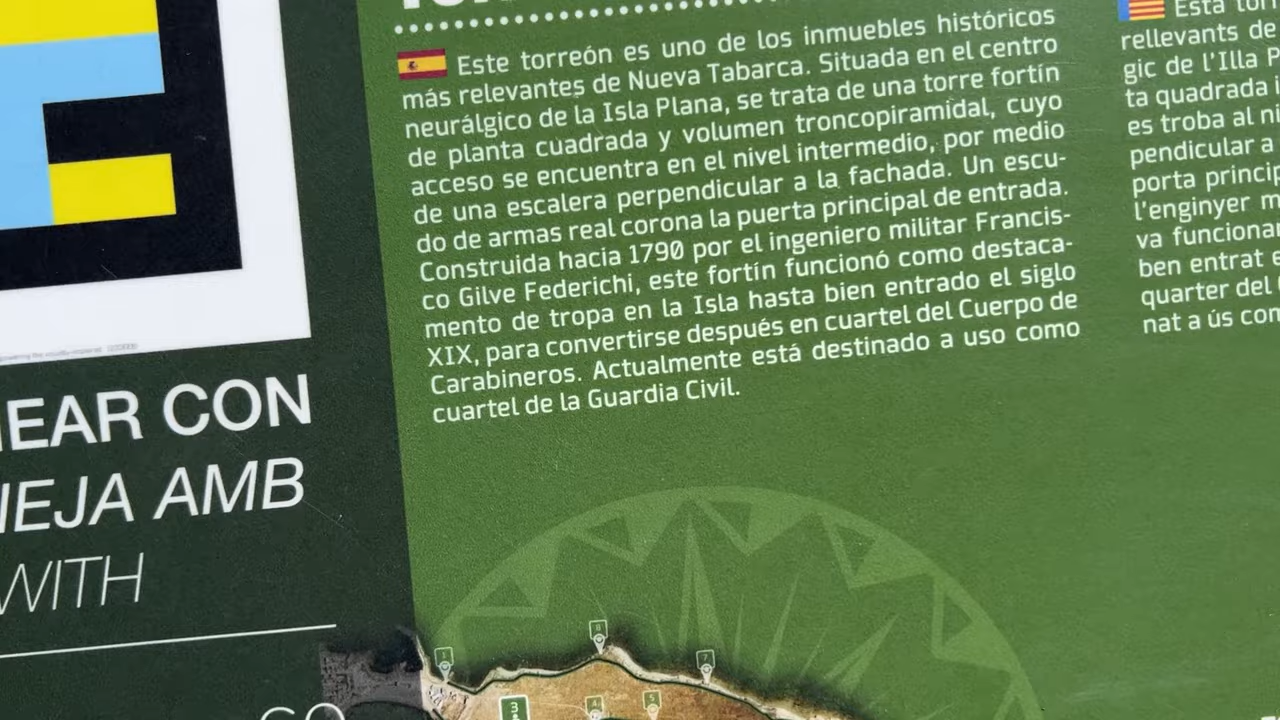 Este torreón es uno de los inmuebles históricos
más relevantes de Nueva Tabarca. Situada en el centro
neurálgico de la Isla Plana, se trata de una torre fortín
de planta cuadrada y volumen troncopiramidal, cuyo
acceso se encuentra en el nivel intermedio, por medio
de una escalera perpendicular a la fachada. Un escu-
do de armas real corona la puerta principal de entrada.
Construida hacia 1790 por el ingeniero militar Francis-
co Gilve Federichi, este fortín funcionó como destaca-
mento de tropa en la Isla hasta bien entrado el siglo
XIX, para convertirse después en cuartel del Cuerpo de
Carabineros. Actualmente está destinado a uso como
cuartel de la Guardia Civil.
Esta
rellevants de
gic de l'Illa P
ta quadrada i
es troba al ni
pendicular a
porta princip
l'enginyer m
va funcionar
ben entrat e
quarter del
nat a ús com
NEAR CON
NEJA AMB
WITH
3